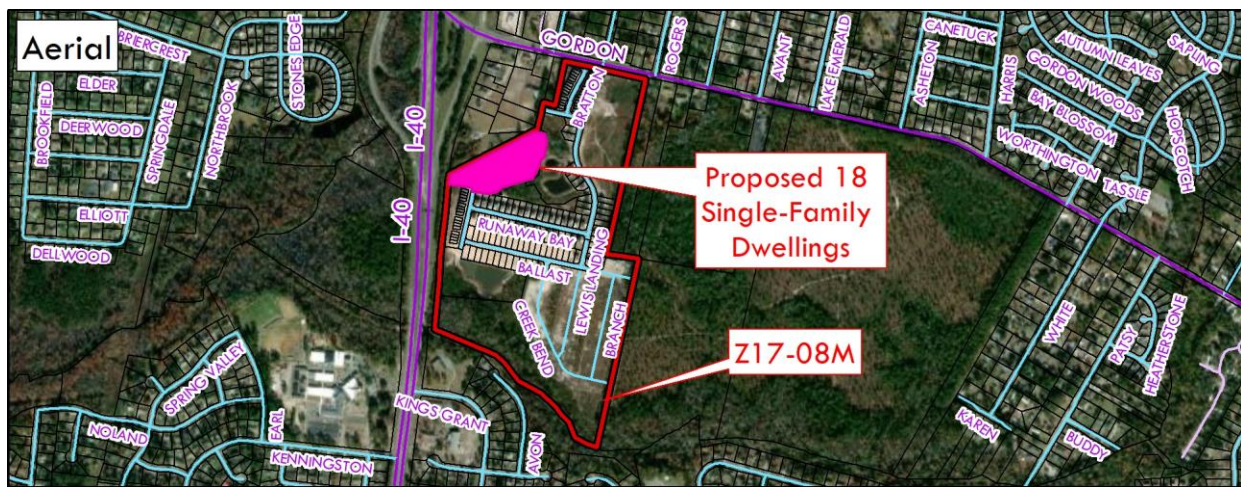 Aerial
BRIERCREST
ELDER
DEERWOOD
BROOKFIELD
SPRINGDALE
NORTHBROOK
STONES EDGE
ELLIOTT
DELLWOOD
I-40
I-40
GORDON
BRATTON
ROGERS
AVANT
LAKE EMERALD
ASHETON
CANETUCK
HARRIS
AUTUMN LEAVES
SAPLING
GORDON WOODS
BAY BLOSSOM
HOPSCOTCH
WORTHINGTON
TASSLE
Proposed 18
Single-Family
Dwellings
RUNAWAY BAY
BALLAST
LEWIS LANDING
GREEK BEND
BRANCH
Z17-08M
WHITE
PATSY
HEATHERSTONE
KAREN
BUDDY
SPRING VALLEY
NOLAND
EARL
KENNINGTON
KINGS GRANT
AVON